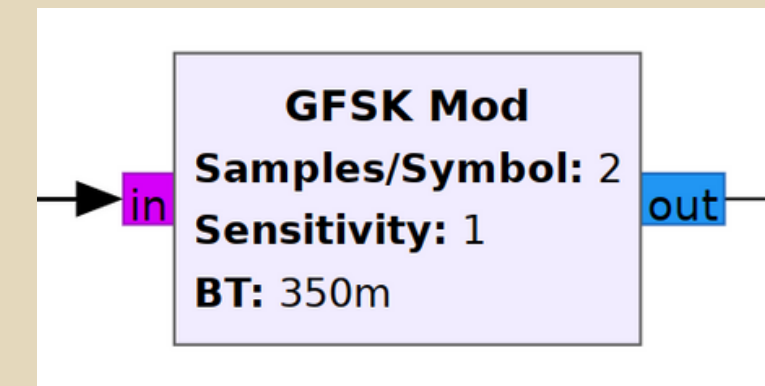 GFSK Mod
Samples/Symbol: 2
in
out
Sensitivity: 1
BT: 350m